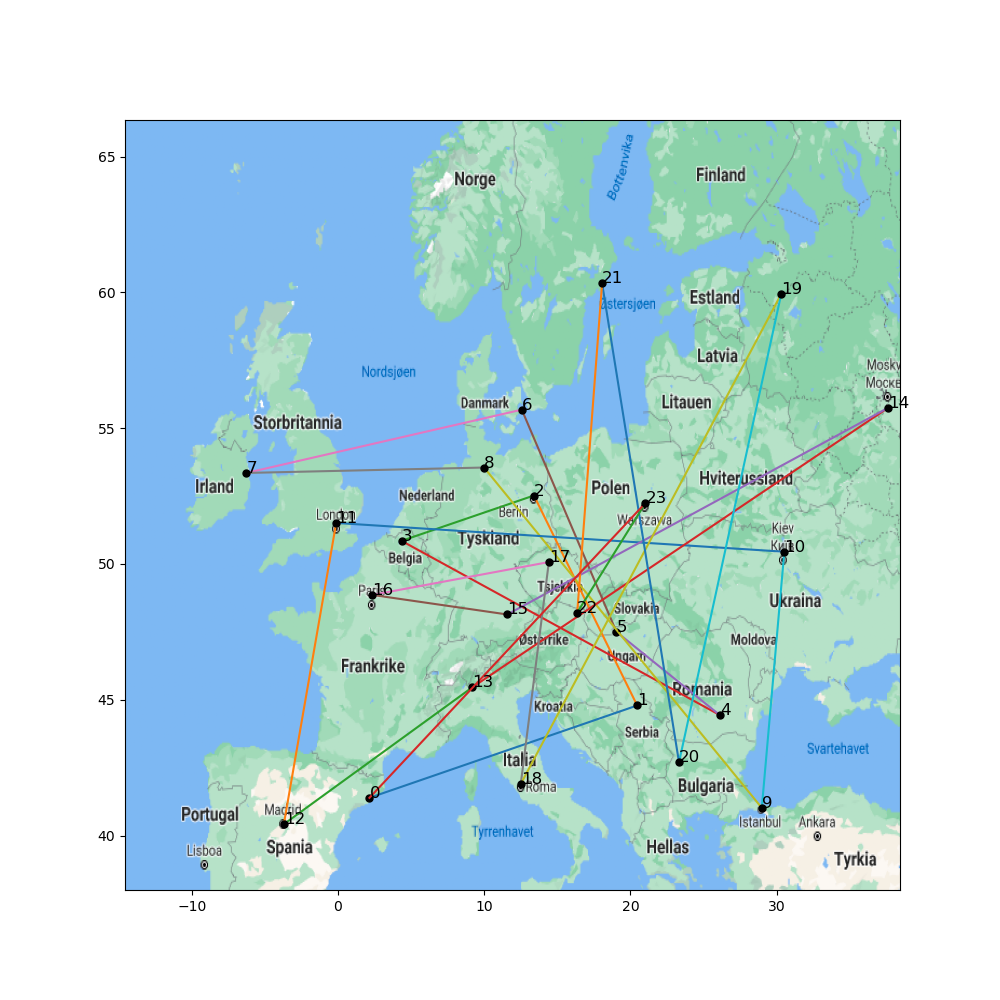 65
60
55
50
45
40
−10
0
10
20
30
Norge
Finland
Bottenvika
21
19
Østersjøen
Estland
Latvia
Nordsjøen
Danmark
6
Litauen
14
Storbritannia
7
8
Irland
Nederland
2
Berlin
Polen
Hviterussland
23
Warszawa
London
11
3
Belgia
Tyskland
Kiev
10
17
Tsjekkia
16
15
22
Slovakia
Ukraina
5
Østerrike
Ungarn
Moldova
Frankrike
13
Romania
Kroatia
1
4
Serbia
Svartehavet
Italia
20
18
Roma
Bulgaria
0
9
Portugal
Madrid
12
Istanbul
Ankara
Tyrrenhavet
Lisboa
Spania
Hellas
Tyrkia